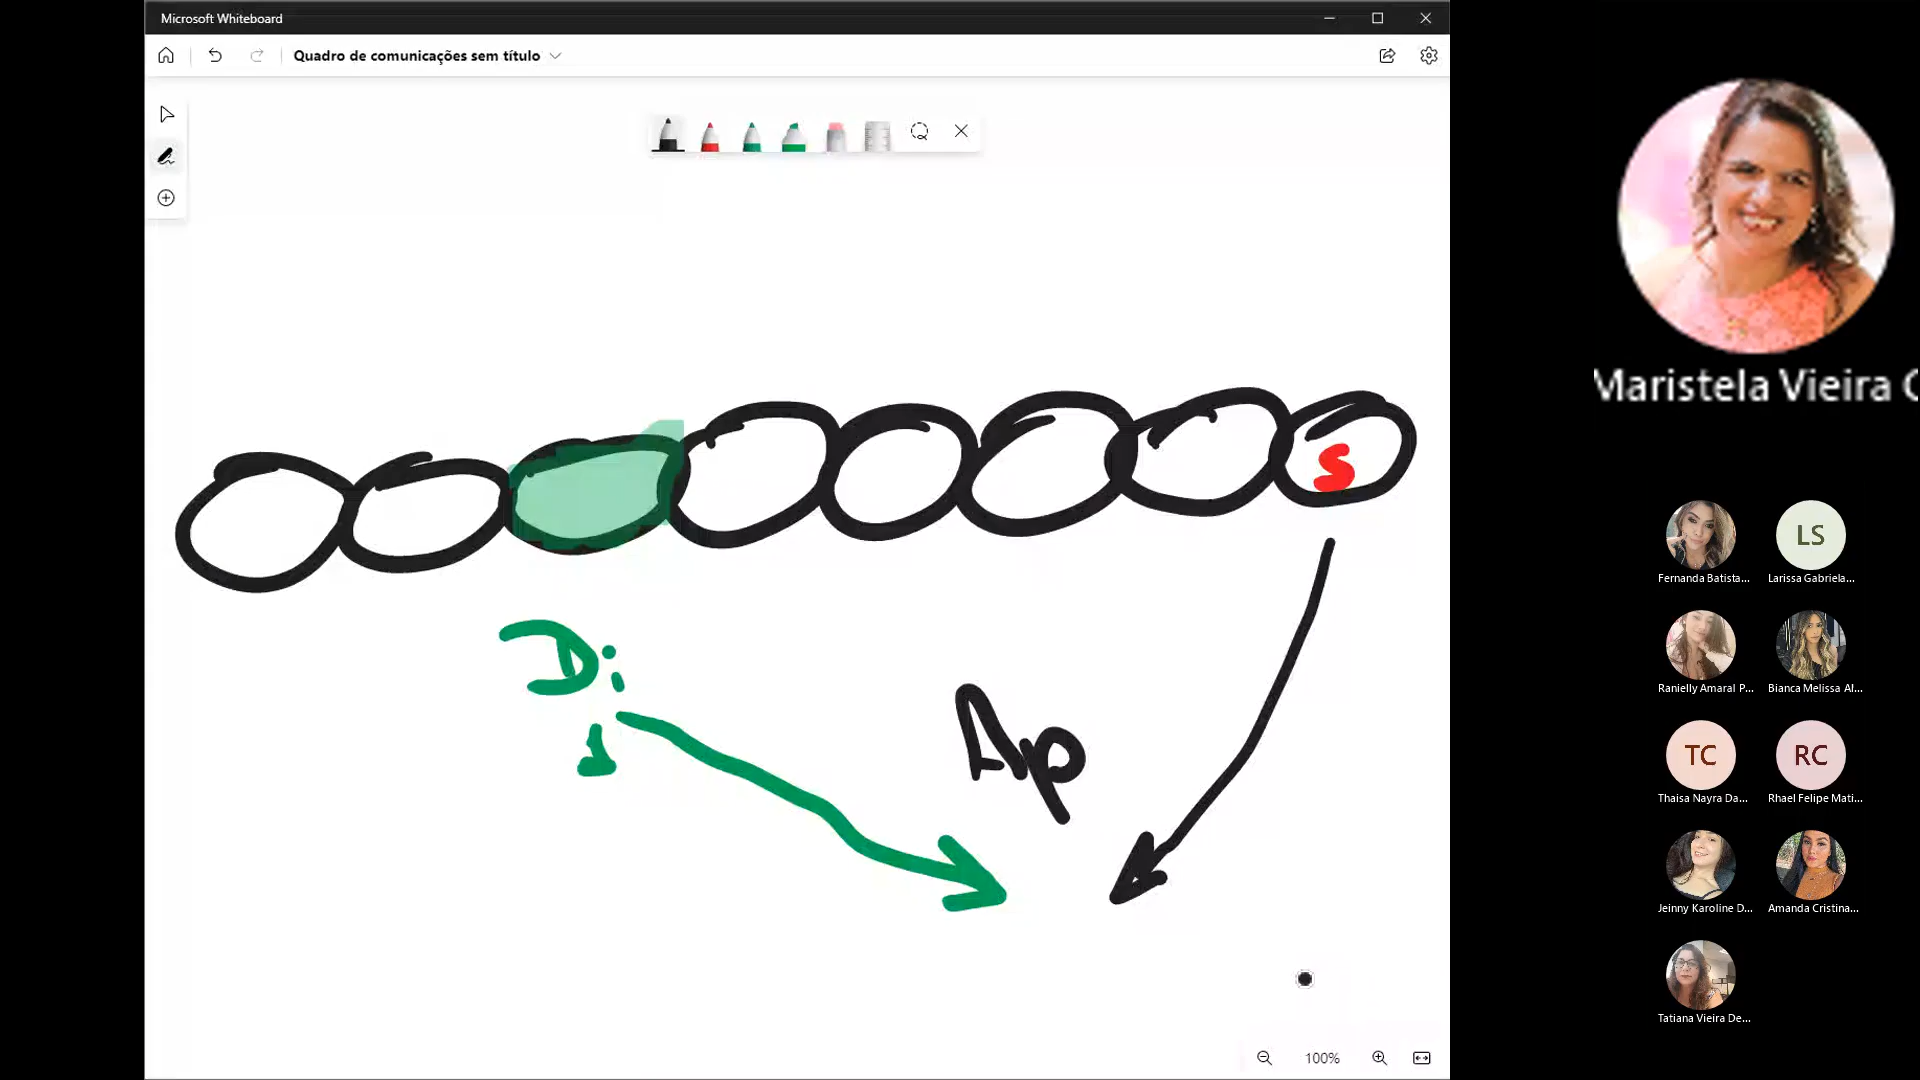 Microsoft Whiteboard
Quadro de comunicações sem título
S
D:
1
Ap
100%
Maristela Vieira C
Fernanda Batista...
Larissa Gabriela...
LS
Ranielly Amaral P...
Bianca Melissa Al...
TC
RC
Thaisa Nayra Da...
Rhael Felipe Mati...
Jeinny Karoline D...
Amanda Cristina...
Tatiana Vieira De...